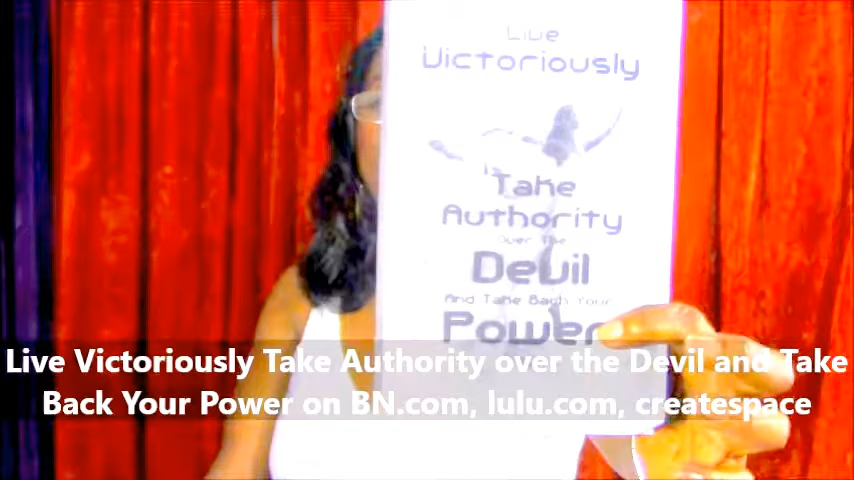 Live
Victoriously
Take
Authority
Over The
Devil
And Take Back Your
Power
Live Victoriously Take Authority over the Devil and Take
Back Your Power on BN.com, lulu.com, createspace